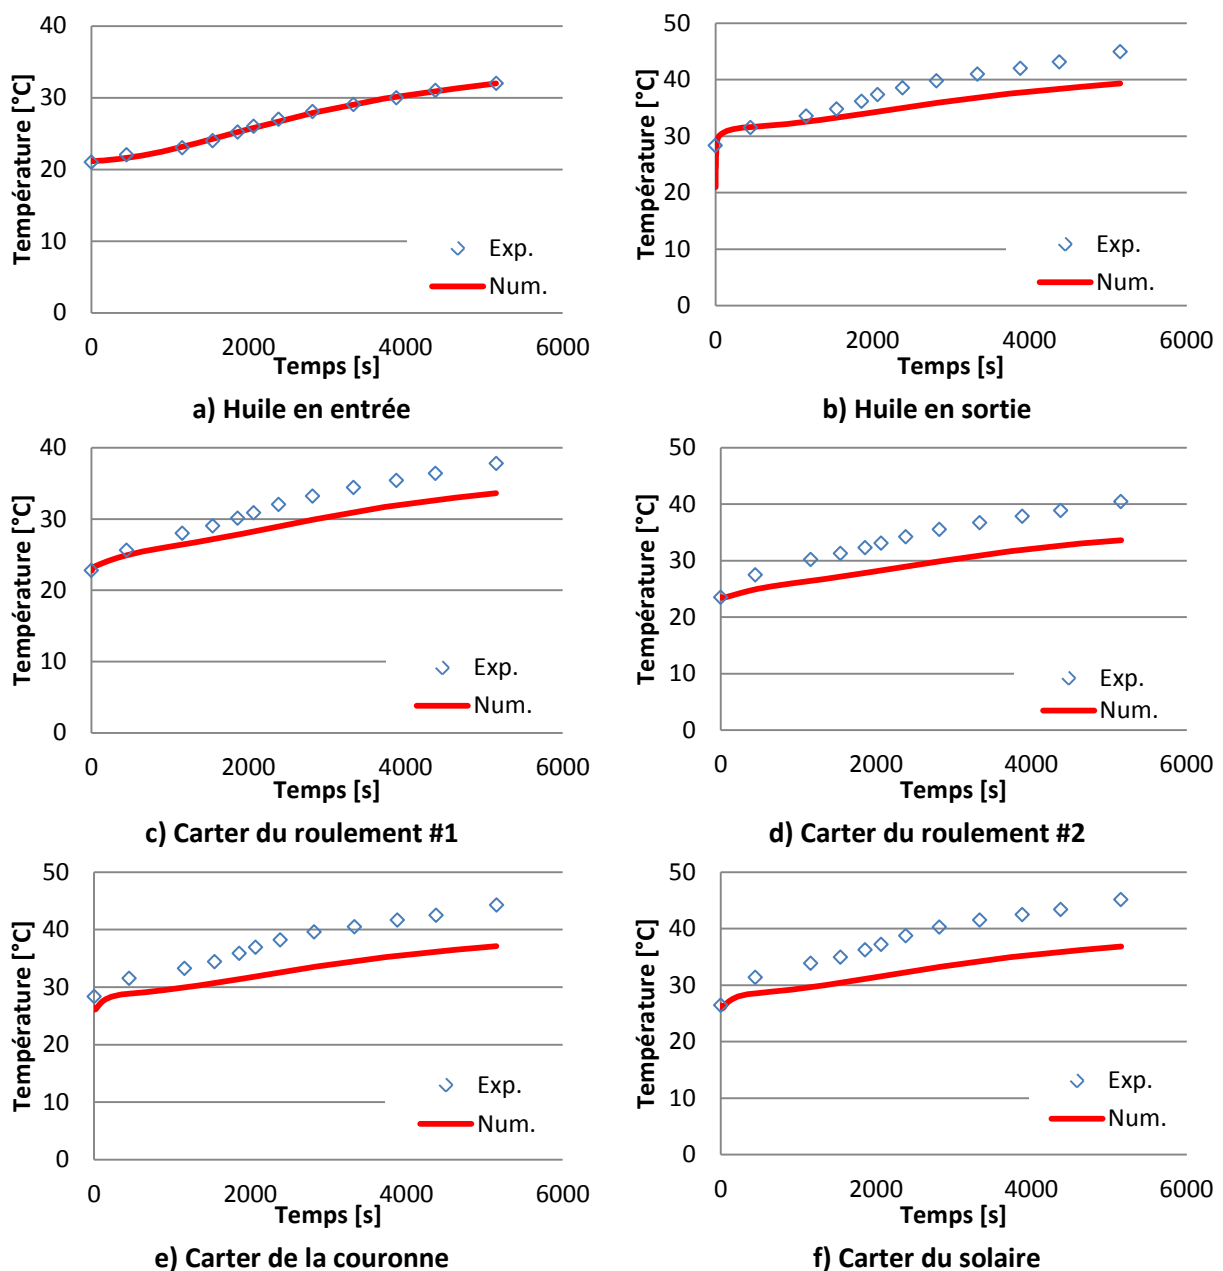 40
30
20
10
0
Température [°C]
Exp.
Num.
0 2000 4000 6000
Temps [s]
a) Huile en entrée
50
40
30
20
10
0
Température [°C]
Exp.
Num.
0 2000 4000 6000
Temps [s]
b) Huile en sortie
40
30
20
10
0
Température [°C]
Exp.
Num.
0 2000 4000 6000
Temps [s]
c) Carter du roulement #1
50
40
30
20
10
0
Température [°C]
Exp.
Num.
0 2000 4000 6000
Temps [s]
d) Carter du roulement #2
50
40
30
20
10
0
Température [°C]
Exp.
Num.
0 2000 4000 6000
Temps [s]
e) Carter de la couronne
50
40
30
20
10
0
Température [°C]
Exp.
Num.
0 2000 4000 6000
Temps [s]
f) Carter du solaire